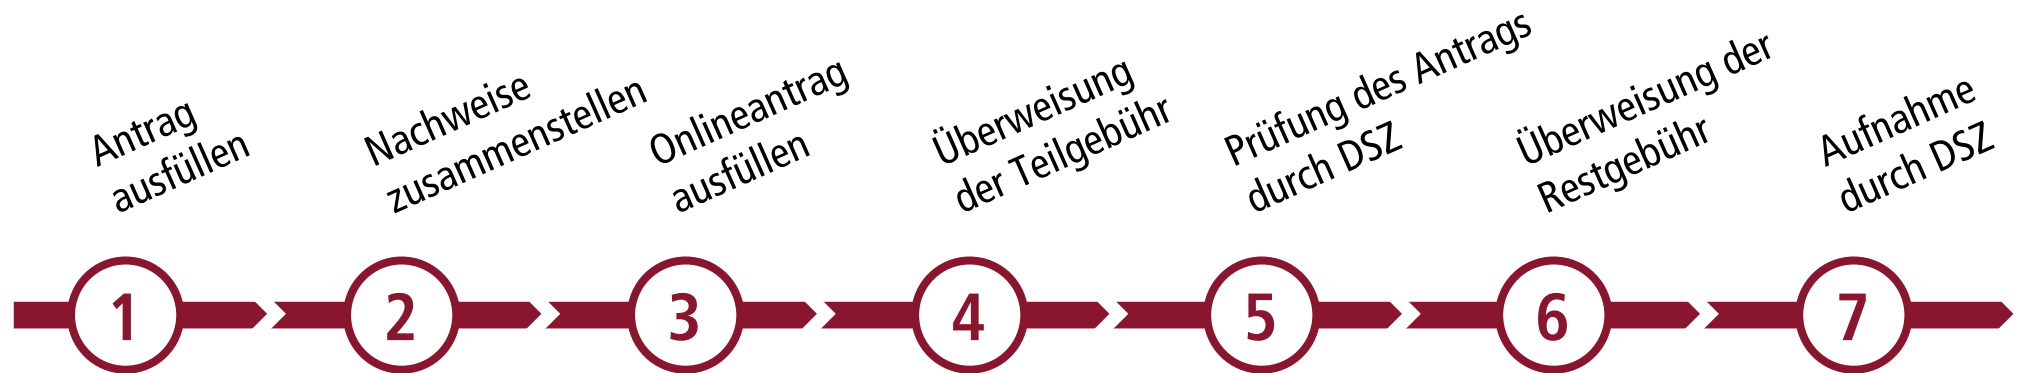 Antrag
ausfüllen
Nachweise
zusammenstellen
Onlineantrag
ausfüllen
Überweisung
der Teilgebühr
Prüfung des Antrags
durch DSZ
Überweisung der
Restgebühr
Aufnahme
durch DSZ
1
2
3
4
5
6
7